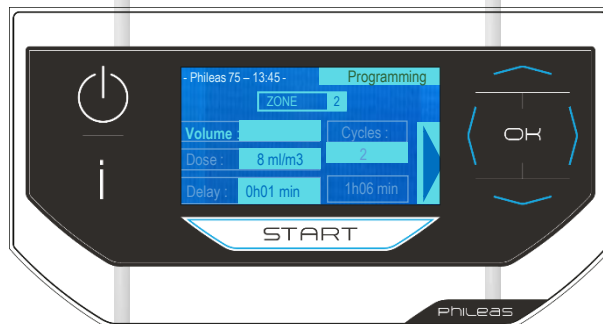 - Phileas 75 – 13:45 -
Programming
ZONE 2
Volume :
Cycles :
2
Dose : 8 ml/m3
Delay : 0h01 min
1h06 min
i
OK
START
PHILEAS